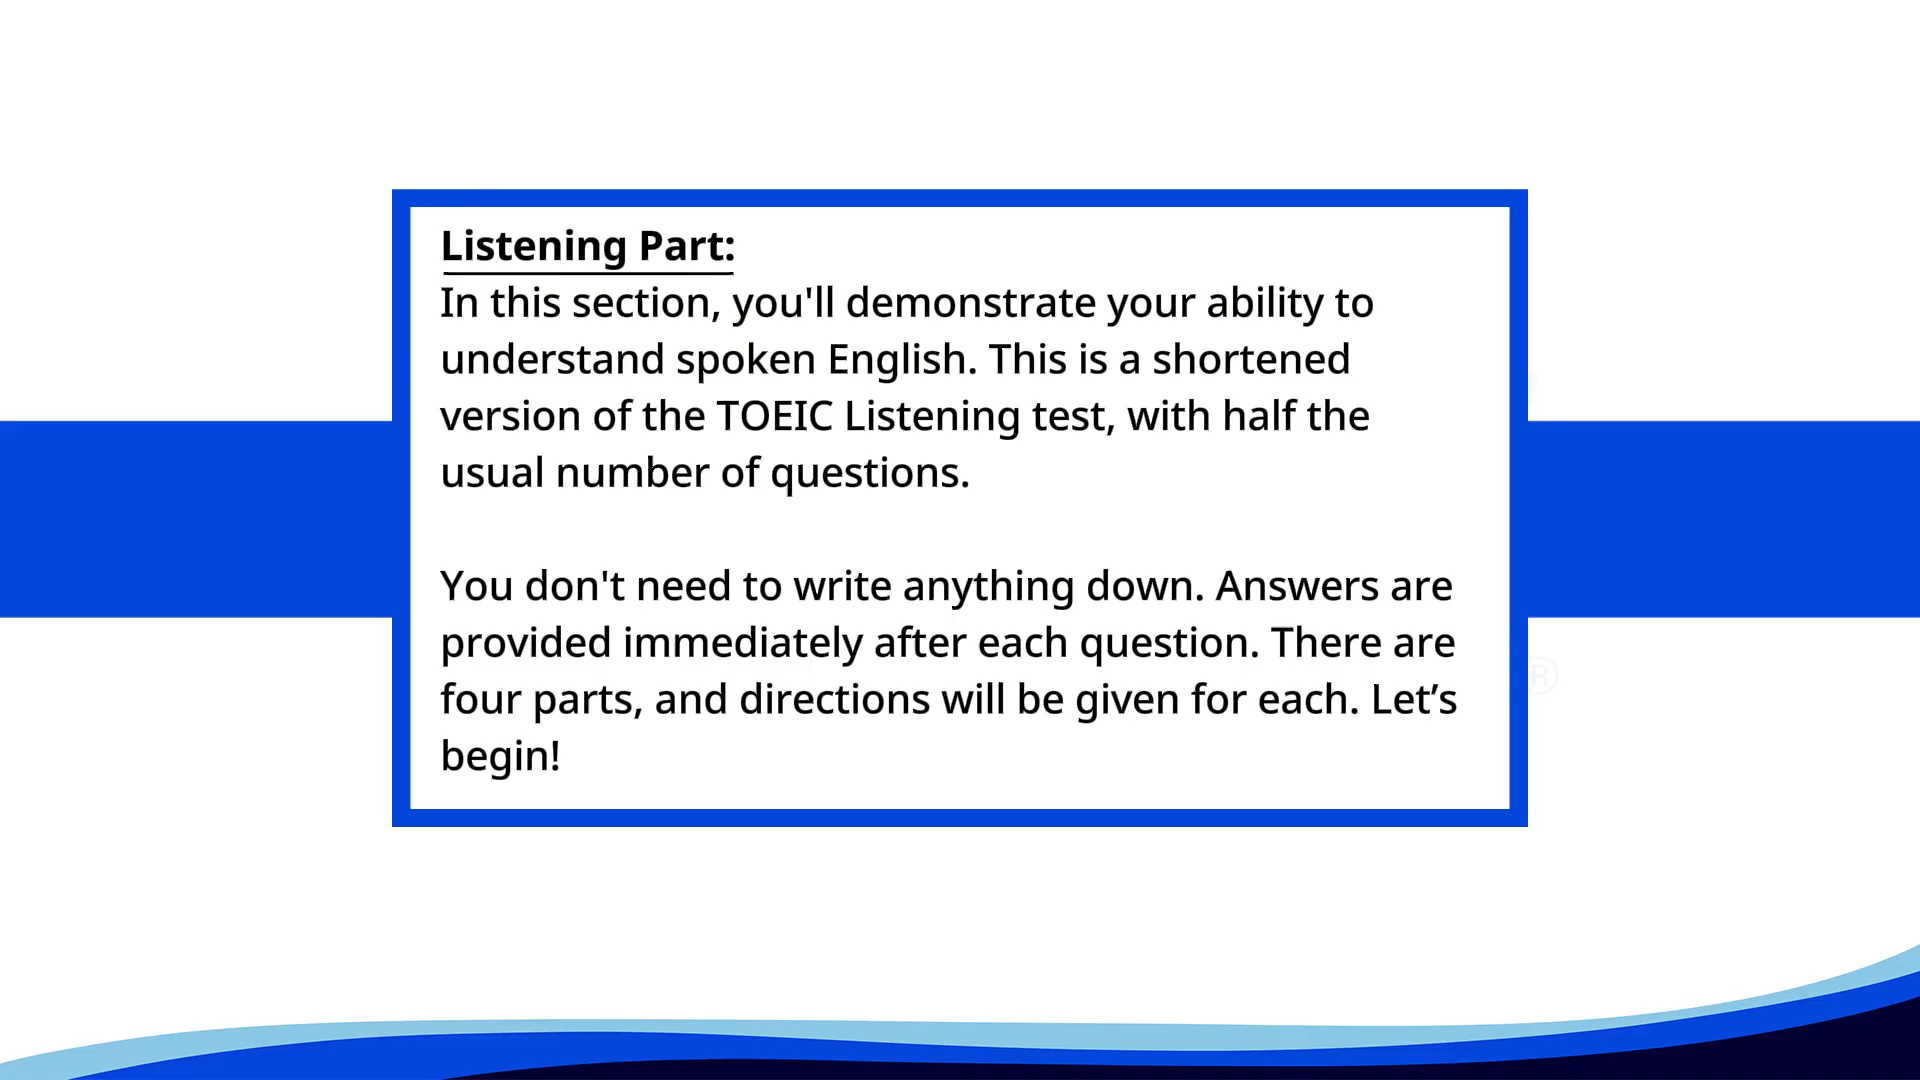 Listening Part:
In this section, you'll demonstrate your ability to
understand spoken English. This is a shortened
version of the TOEIC Listening test, with half the
usual number of questions.
You don't need to write anything down. Answers are
provided immediately after each question. There are
four parts, and directions will be given for each. Let’s
begin!
®